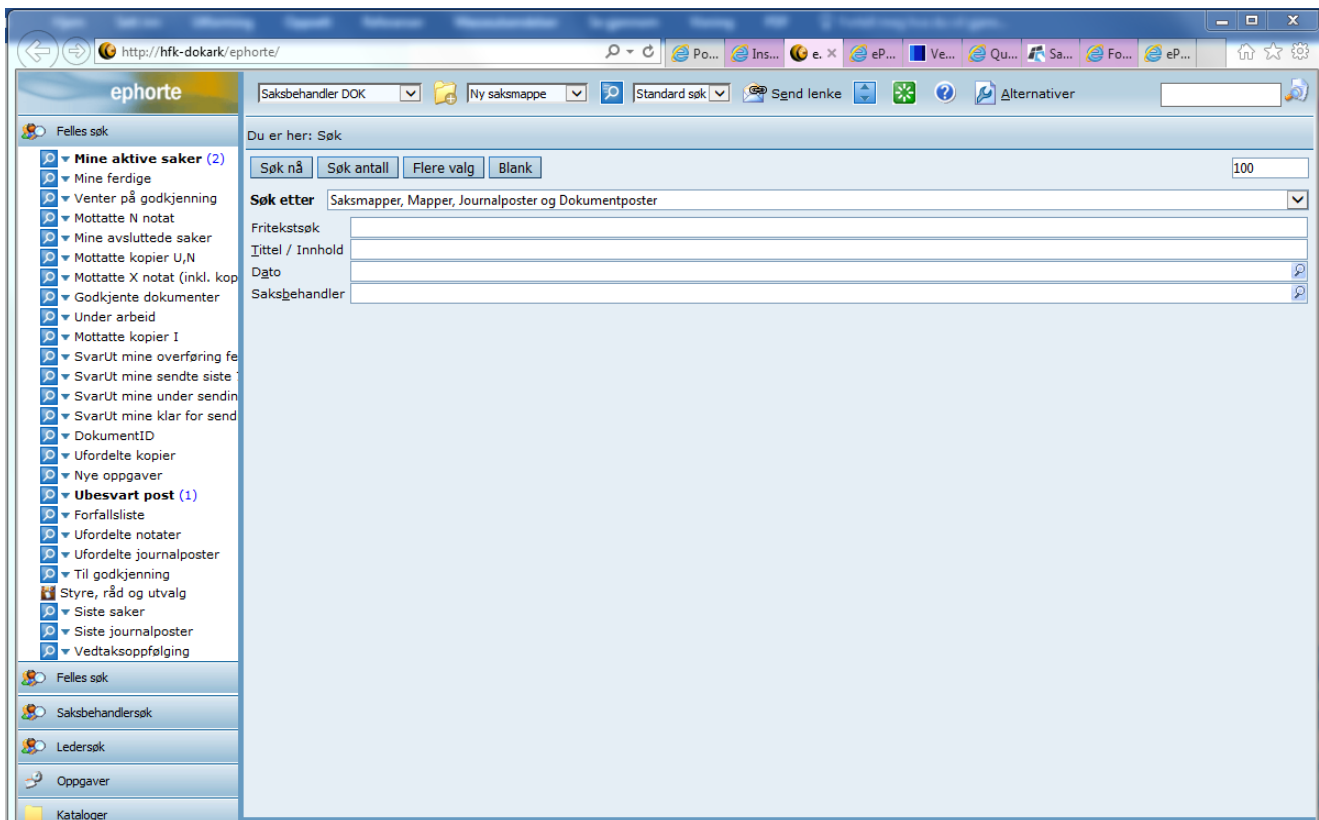 http://hfk-dokark/ephorte/
Po... Ins... e. eP... Ve... Qu... Sa... Fo... eP...
ephorte
Saksbehandler DOK Ny saksmappe Standard søk Send lenke Alternativer
Felles søk
Du er her: Søk
Mine aktive saker (2)
Mine ferdige
Venter på godkjenning
Mottatte N notat
Mine avsluttede saker
Mottatte kopier U,N
Mottatte X notat (inkl. kop
Godkjente dokumenter
Under arbeid
Mottatte kopier I
SvarUt mine overføring fe
SvarUt mine sendte siste
SvarUt mine under sendin
SvarUt mine klar for send
DokumentID
Ufordelte kopier
Nye oppgaver
Ubesvart post (1)
Forfallsliste
Ufordelte notater
Ufordelte journalposter
Til godkjenning
Styre, råd og utvalg
Siste saker
Siste journalposter
Vedtaksoppfølging
Felles søk
Saksbehandlersøk
Ledersøk
Oppgaver
Kataloger
Søk nå Søk antall Flere valg Blank 100
Søk etter Saksmapper, Mapper, Journalposter og Dokumentposter
Fritekstsøk
Tittel / Innhold
Dato
Saksbehandler